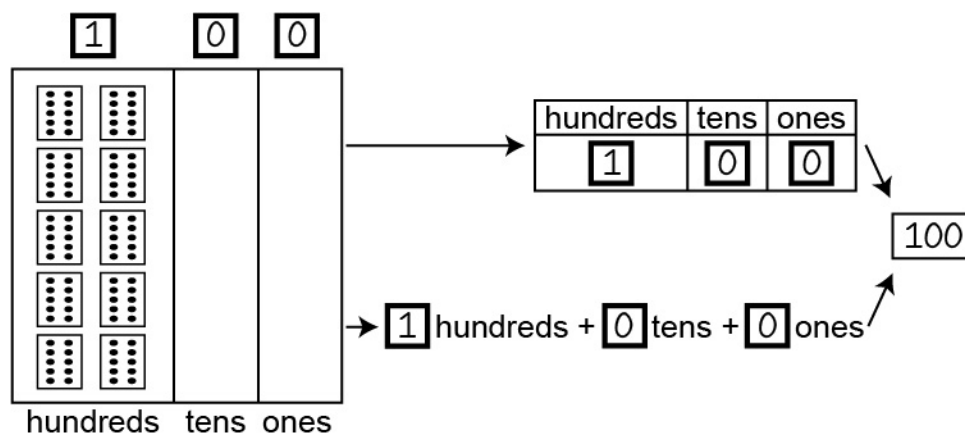 1 0 0
hundreds tens ones
hundreds tens ones
1 0 0
100
1 hundreds + 0 tens + 0 ones